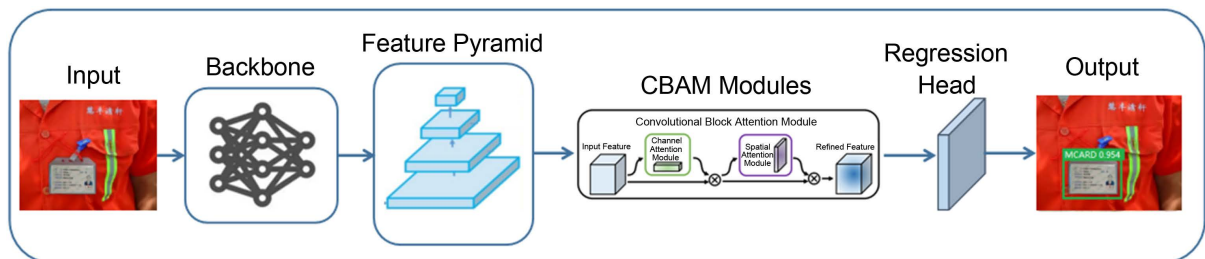 Input
Backbone
Feature Pyramid
CBAM Modules
Convolutional Block Attention Module
Input Feature
Channel
Attention
Module
Spatial
Attention
Module
Refined Feature
Regression
Head
Output
MCARD 0.954